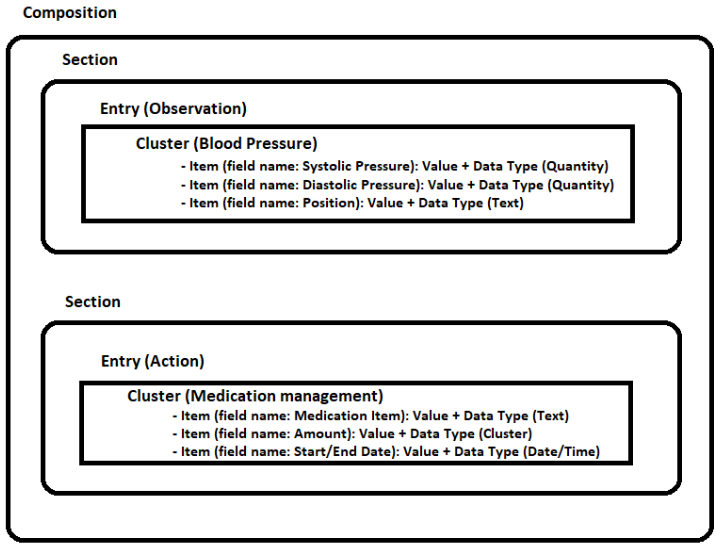 Composition
Section
Entry (Observation)
Cluster (Blood Pressure)
- Item (field name: Systolic Pressure): Value + Data Type (Quantity)
- Item (field name: Diastolic Pressure): Value + Data Type (Quantity)
- Item (field name: Position): Value + Data Type (Text)
Section
Entry (Action)
Cluster (Medication management)
- Item (field name: Medication Item): Value + Data Type (Text)
- Item (field name: Amount): Value + Data Type (Cluster)
- Item (field name: Start/End Date): Value + Data Type (Date/Time)